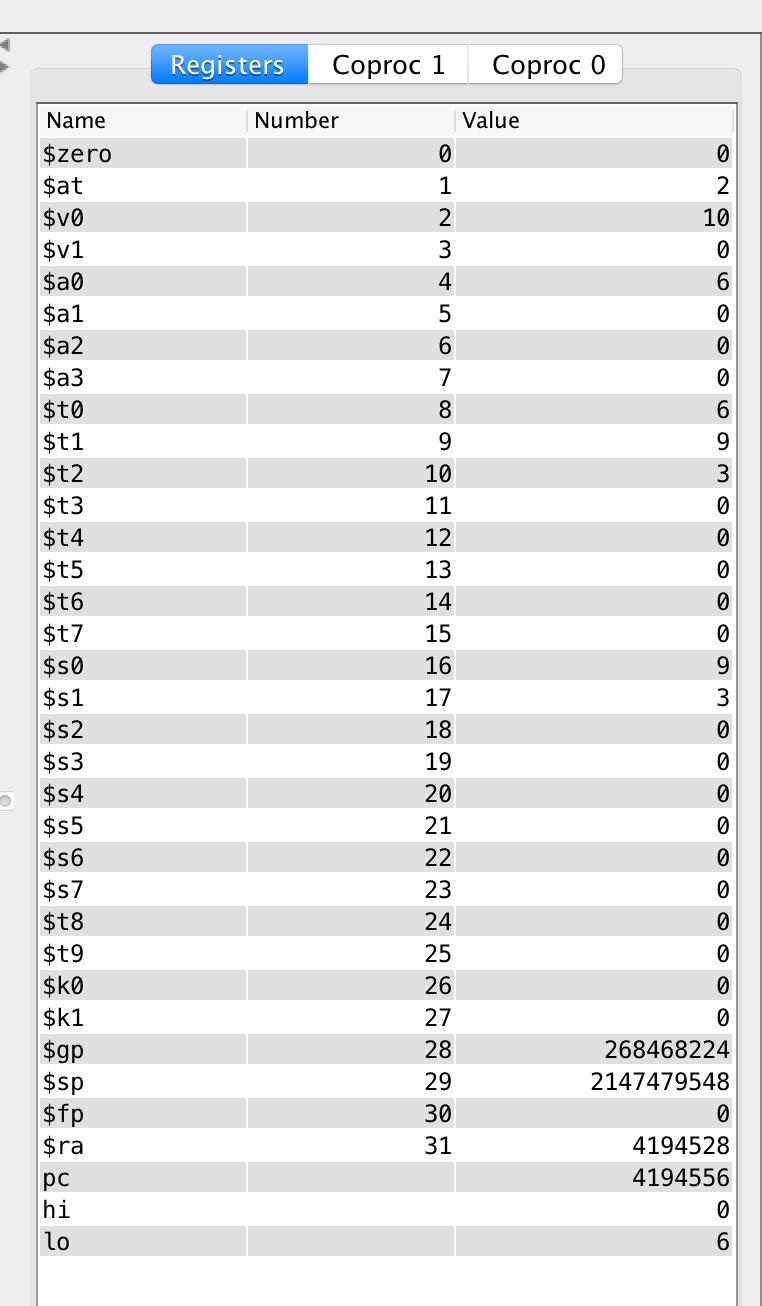 Registers Coproc 1 Coproc 0
Name Number Value
$zero 0 0
$at 1 2
$v0 2 10
$v1 3 0
$a0 4 6
$a1 5 0
$a2 6 0
$a3 7 0
$t0 8 6
$t1 9 9
$t2 10 3
$t3 11 0
$t4 12 0
$t5 13 0
$t6 14 0
$t7 15 0
$s0 16 9
$s1 17 3
$s2 18 0
$s3 19 0
$s4 20 0
$s5 21 0
$s6 22 0
$s7 23 0
$t8 24 0
$t9 25 0
$k0 26 0
$k1 27 0
$gp 28 268468224
$sp 29 2147479548
$fp 30 0
$ra 31 4194528
pc 4194556
hi 0
lo 6